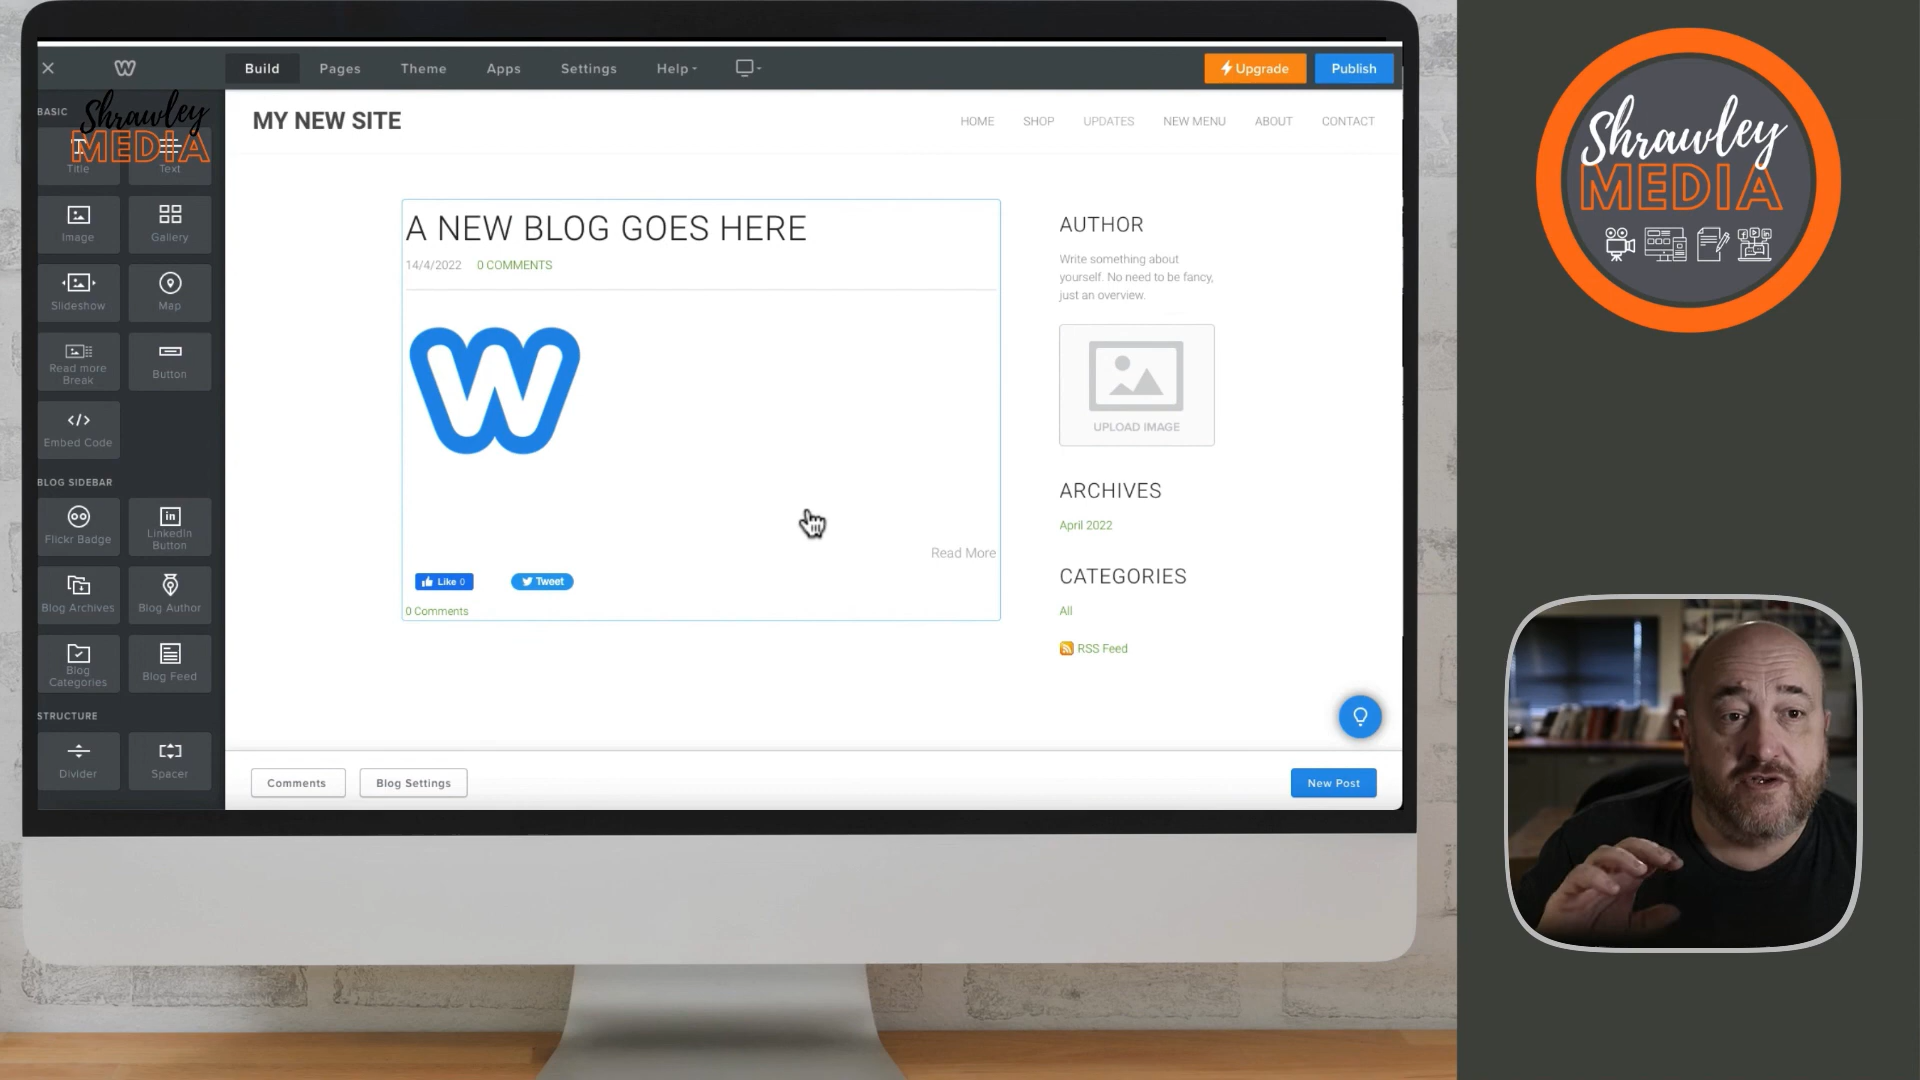 Build
Pages
Theme
Apps
Settings
Help
Upgrade
Publish
BASIC
Shrawley
MEDIA
Title
Text
Image
Gallery
Slideshow
Map
Read more
Break
Button
Embed Code
BLOG SIDEBAR
Flickr Badge
LinkedIn
Button
Blog Archives
Blog Author
Blog
Categories
Blog Feed
STRUCTURE
Divider
Spacer
MY NEW SITE
HOME
SHOP
UPDATES
NEW MENU
ABOUT
CONTACT
A NEW BLOG GOES HERE
14/4/2022
0 COMMENTS
W
Read More
Like 0
Tweet
0 Comments
AUTHOR
Write something about
yourself. No need to be fancy,
just an overview.
UPLOAD IMAGE
ARCHIVES
April 2022
CATEGORIES
All
RSS Feed
Comments
Blog Settings
New Post
Shrawley
MEDIA